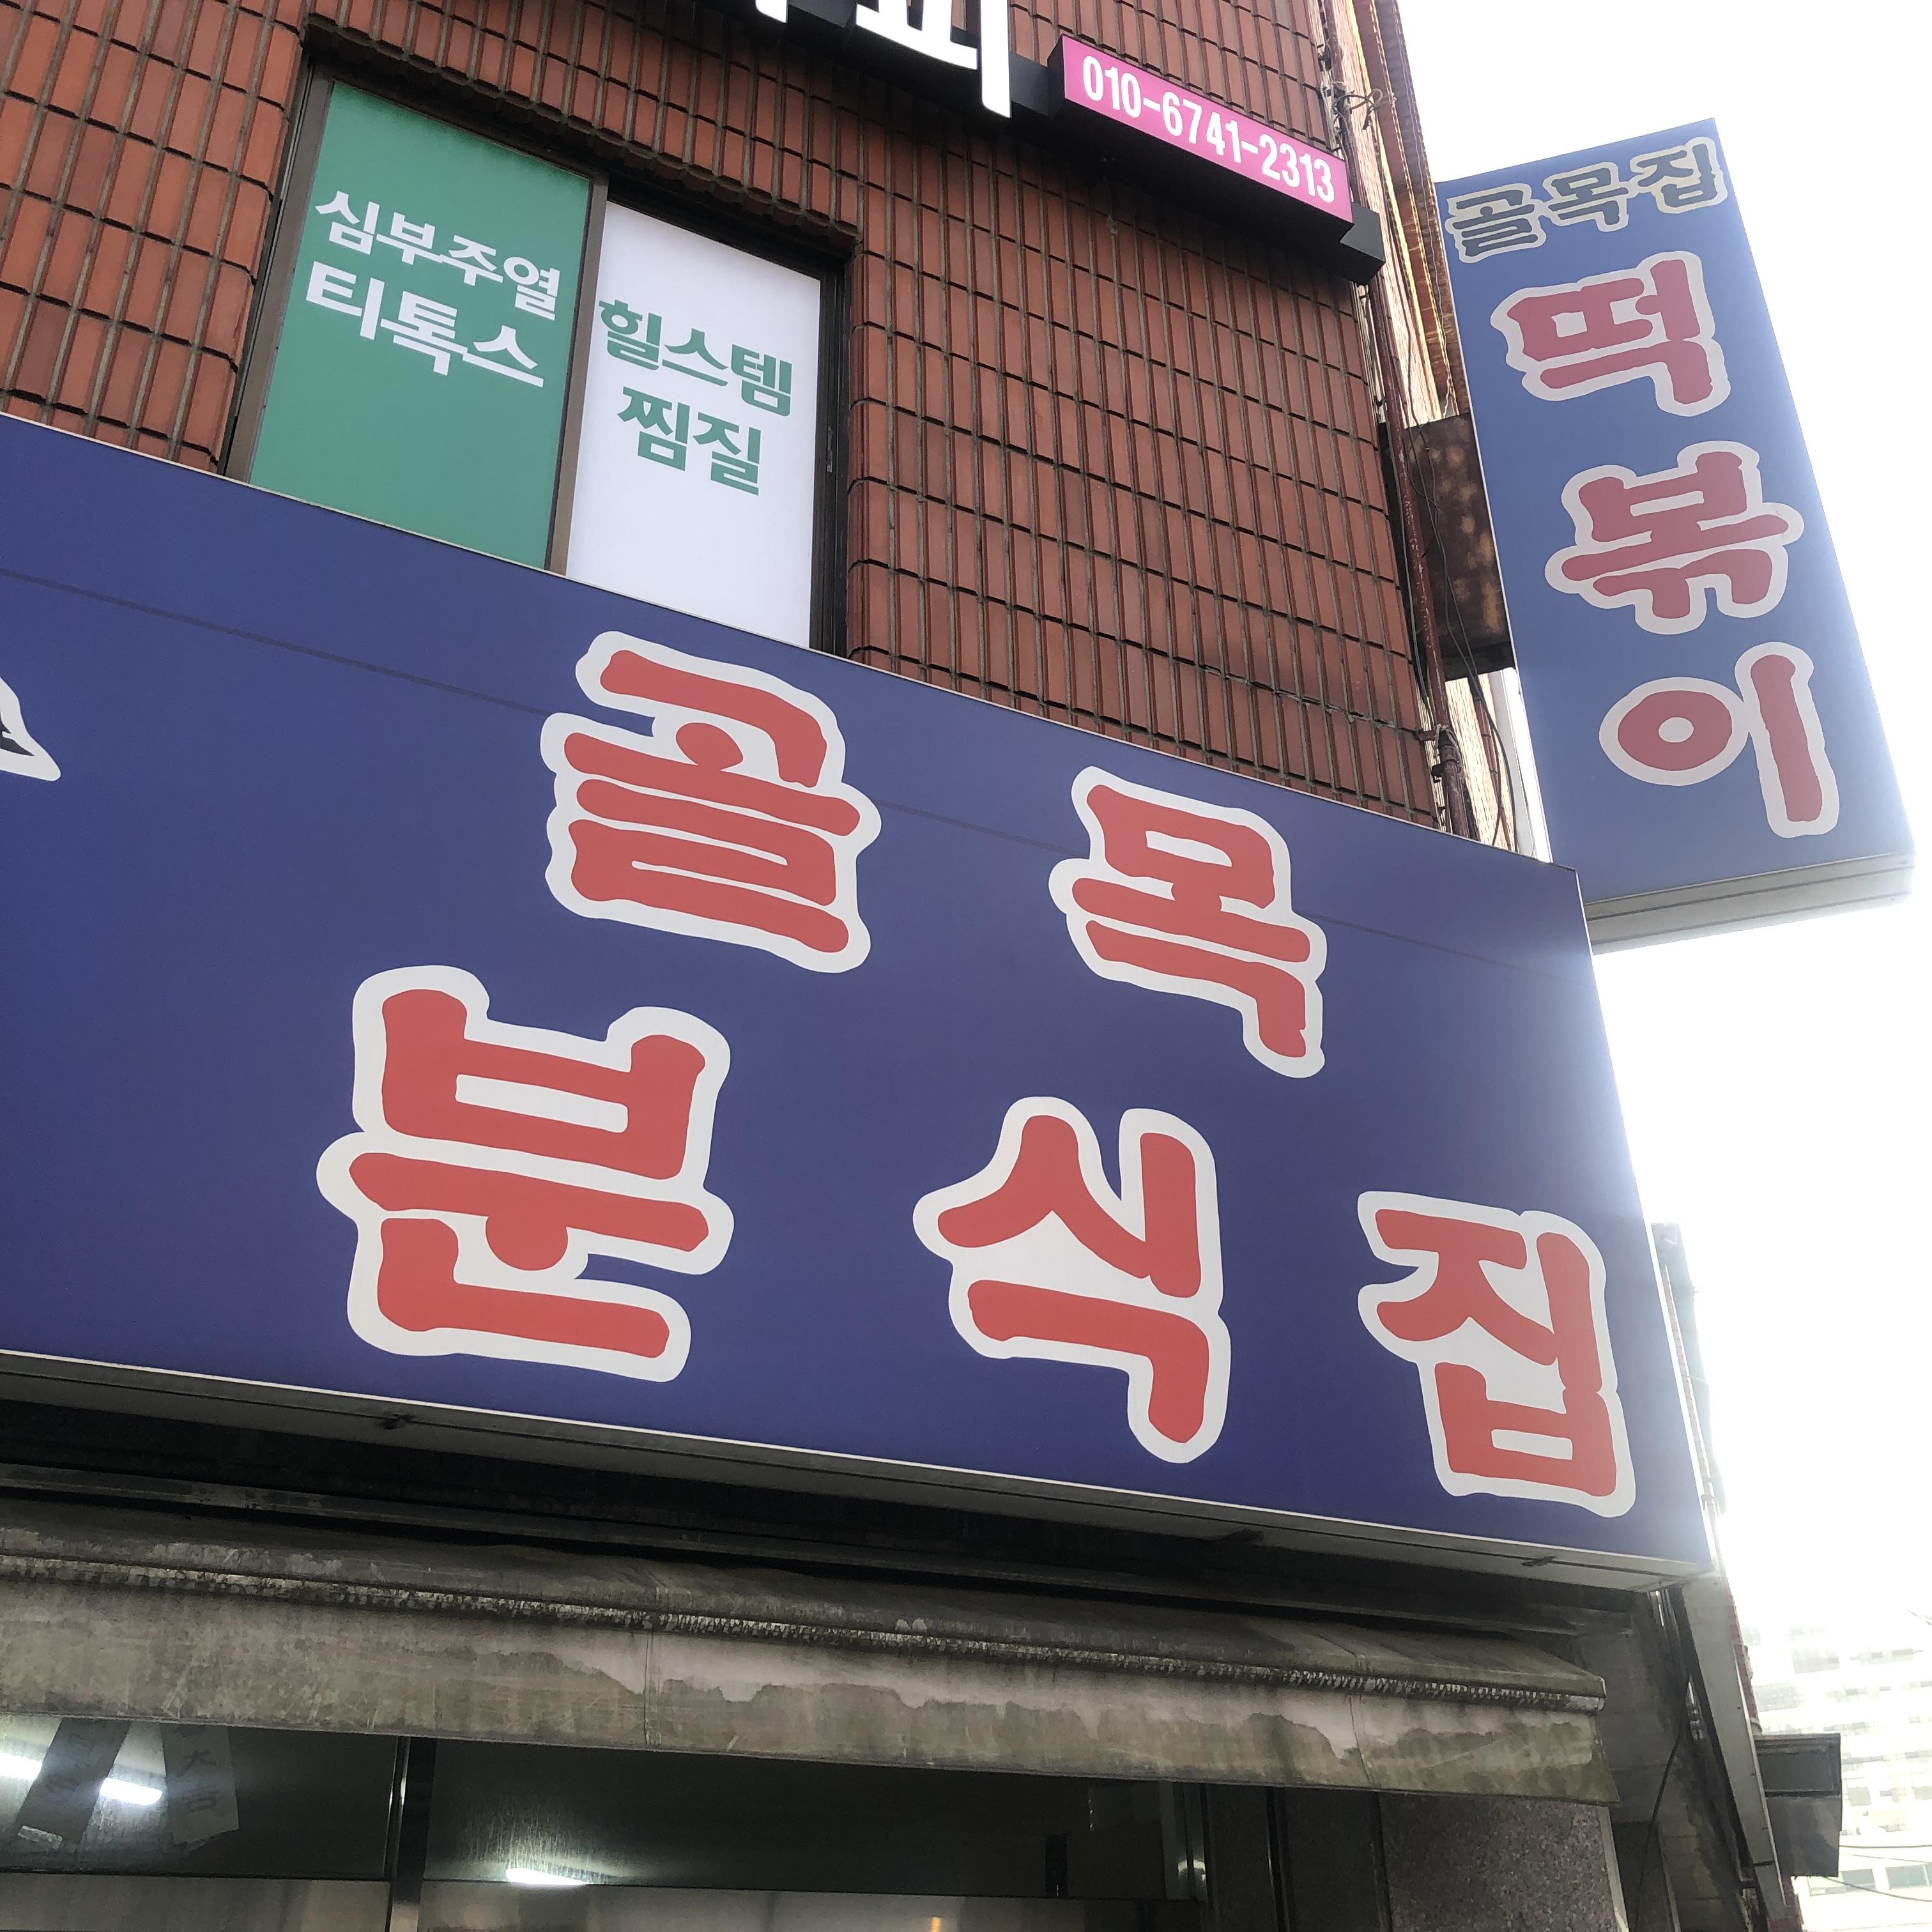 010-6741-2313
심부주열
티톡스
힐스템
찜질
골목집
떡볶이
골목
분식집